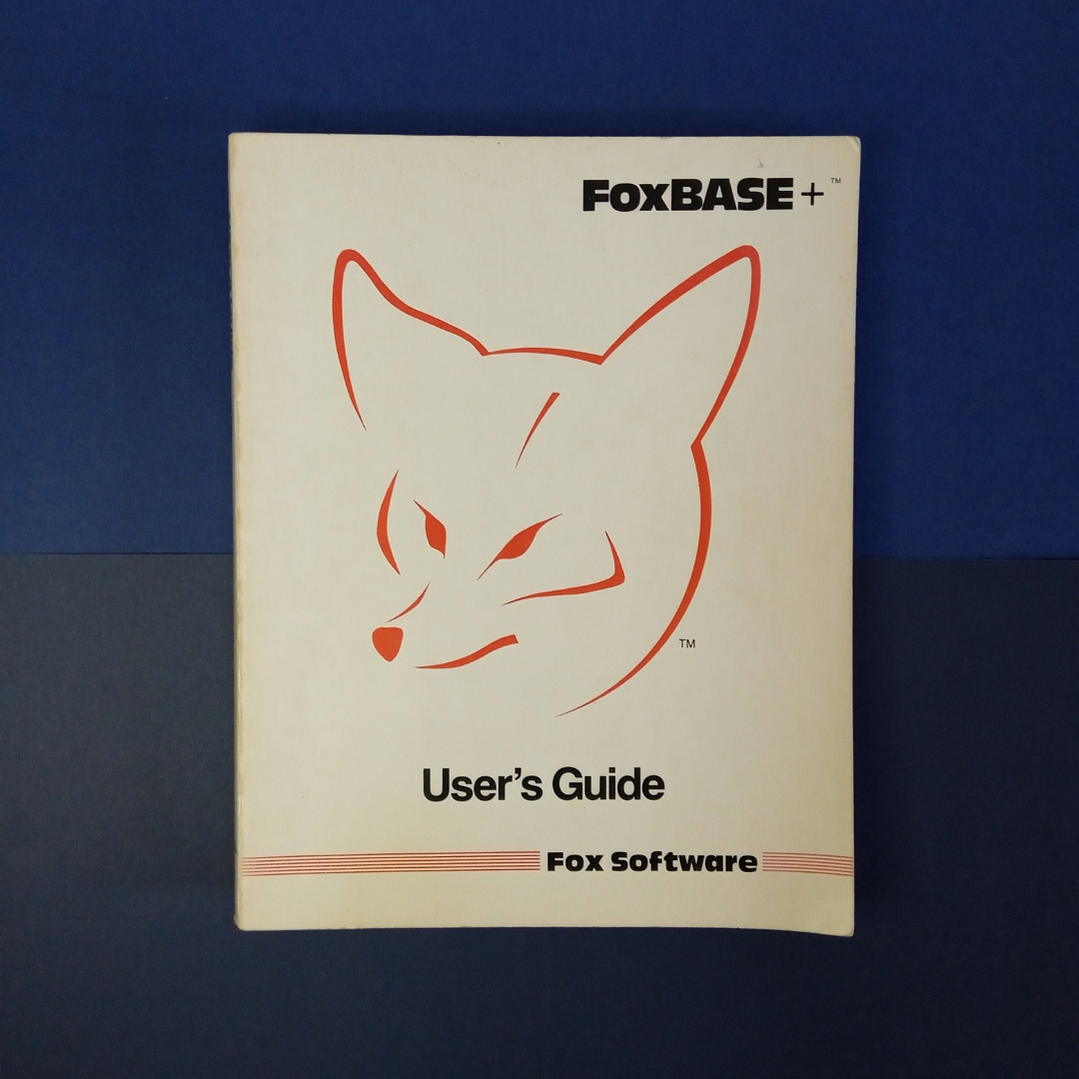 FoxBASE+™
™
User's Guide
Fox Software